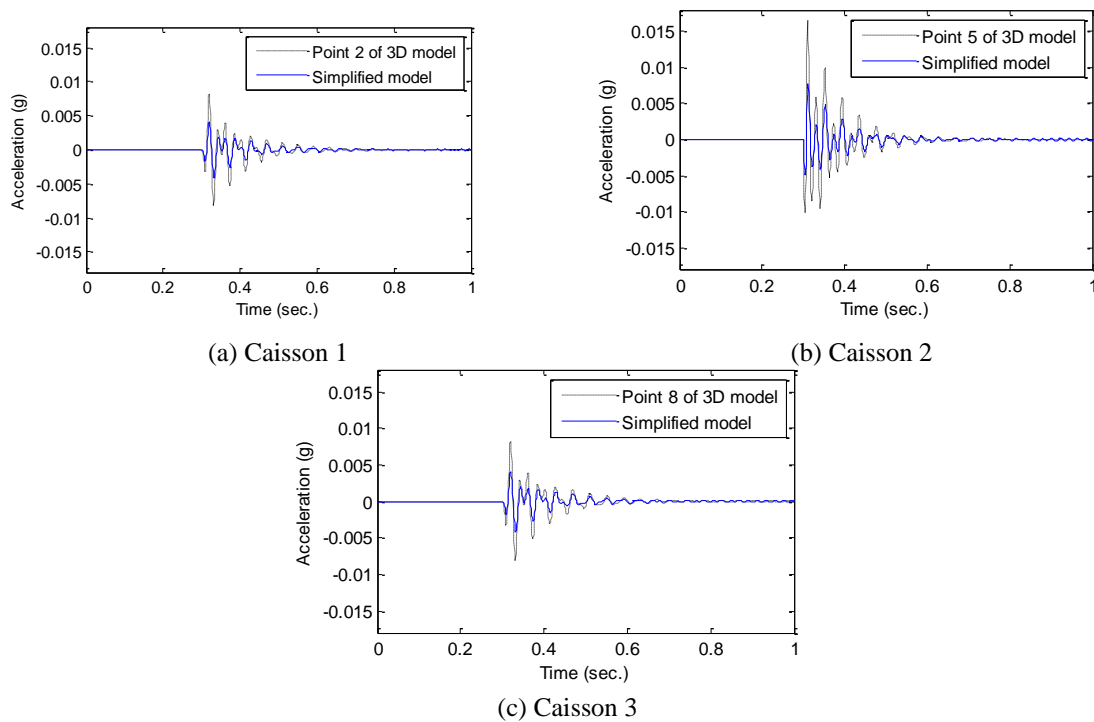 0.015
0.01
0.005
0
-0.005
-0.01
-0.015
Acceleration (g)
Point 2 of 3D model
Simplified model
0 0.2 0.4 0.6 0.8 1
Time (sec.)
(a) Caisson 1
0.015
0.01
0.005
0
-0.005
-0.01
-0.015
Acceleration (g)
Point 5 of 3D model
Simplified model
0 0.2 0.4 0.6 0.8 1
Time (sec.)
(b) Caisson 2
0.015
0.01
0.005
0
-0.005
-0.01
-0.015
Acceleration (g)
Point 8 of 3D model
Simplified model
0 0.2 0.4 0.6 0.8 1
Time (sec.)
(c) Caisson 3